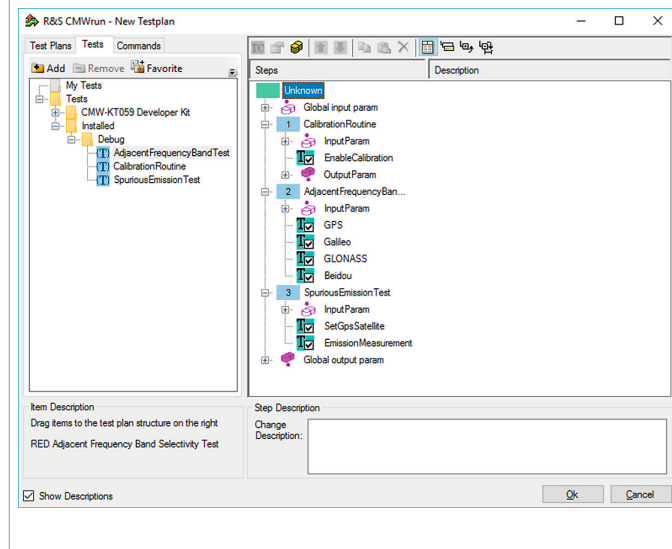 R&S CMWrun - New Testplan
Test Plans Tests Commands
Add Remove Favorite
My Tests
Tests
CMW-KT059 Developer Kit
Installed
Debug
{T} AdjacentFrequencyBandTest
{T} CalibrationRoutine
{T} SpuriousEmissionTest
TC
Steps Description
Unknown
Global input param
1 CalibrationRoutine
InputParam
T EnableCalibration
OutputParam
2 AdjacentFrequencyBan...
InputParam
T GPS
T Galileo
T GLONASS
T Beidou
3 SpuriousEmissionTest
InputParam
T SetGpsSatellite
T EmissionMeasurement
Global output param
Item Description
Drag items to the test plan structure on the right
RED Adjacent Frequency Band Selectivity Test
Step Description
Change
Description:
Show Descriptions
Ok Cancel